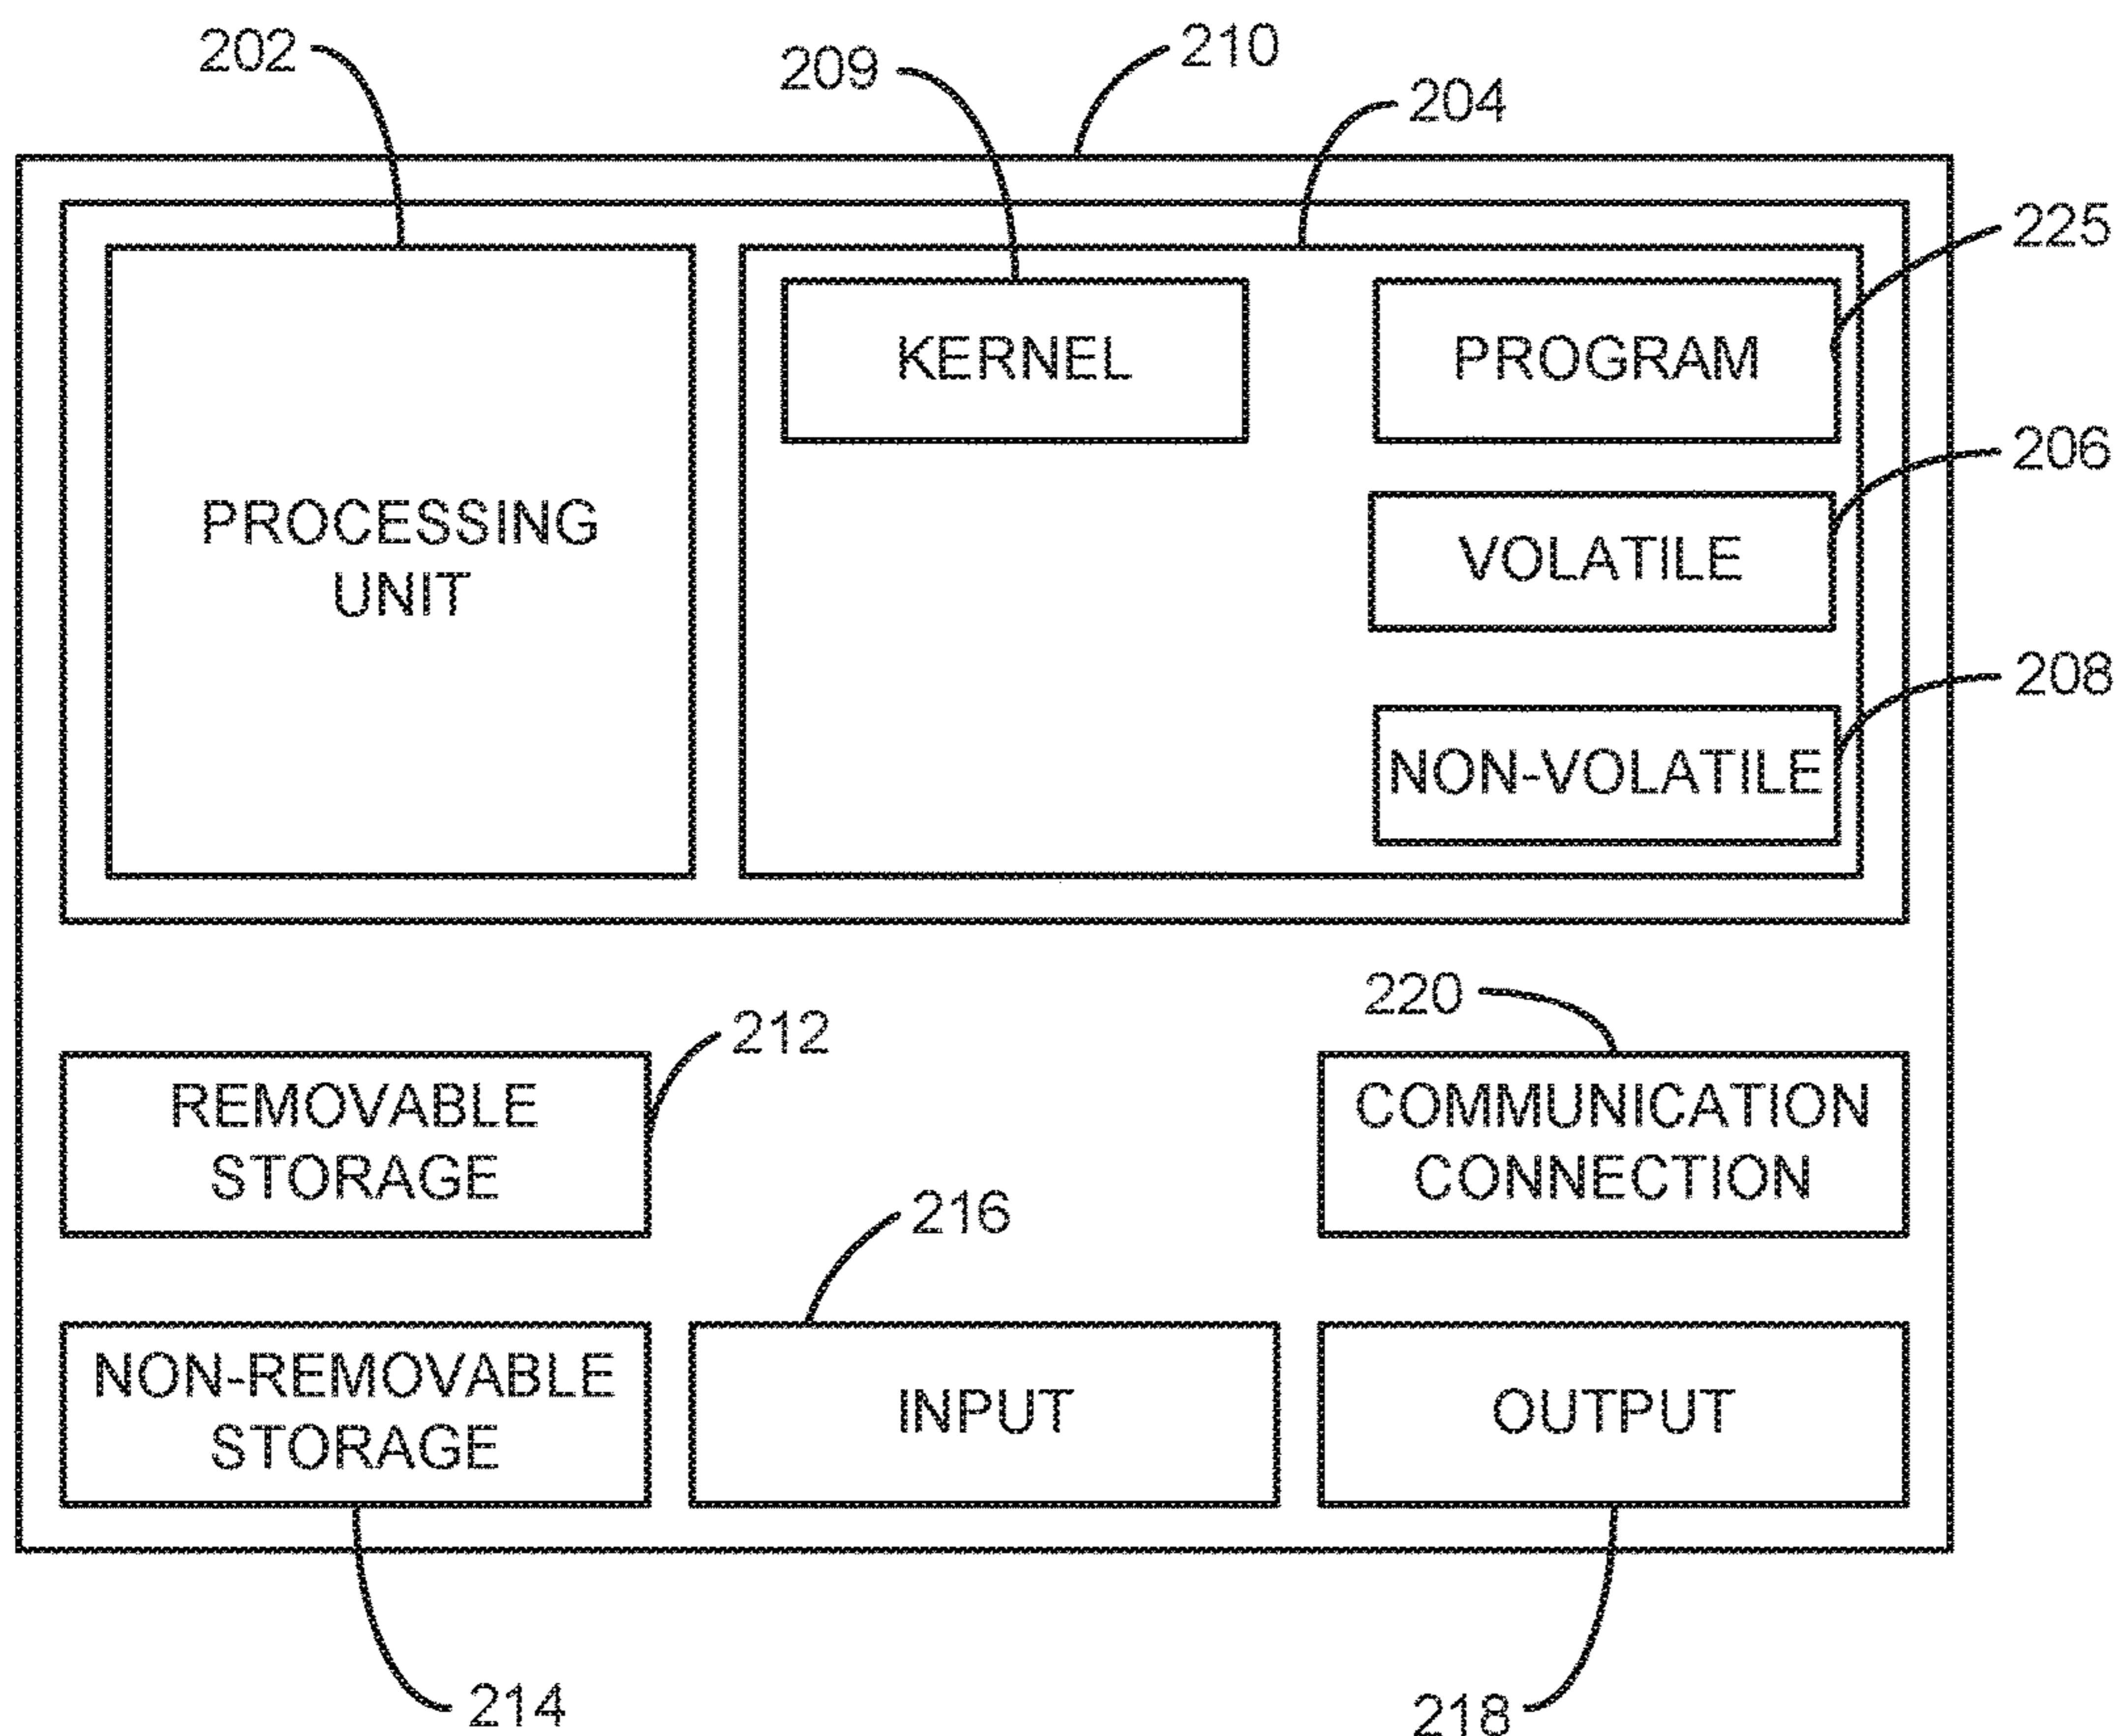 202
209
210
204
225
KERNEL
PROGRAM
206
PROCESSING
UNIT
VOLATILE
208
NON-VOLATILE
220
212
REMOVABLE
STORAGE
COMMUNICATION
CONNECTION
216
NON-REMOVABLE
STORAGE
INPUT
OUTPUT
214
218